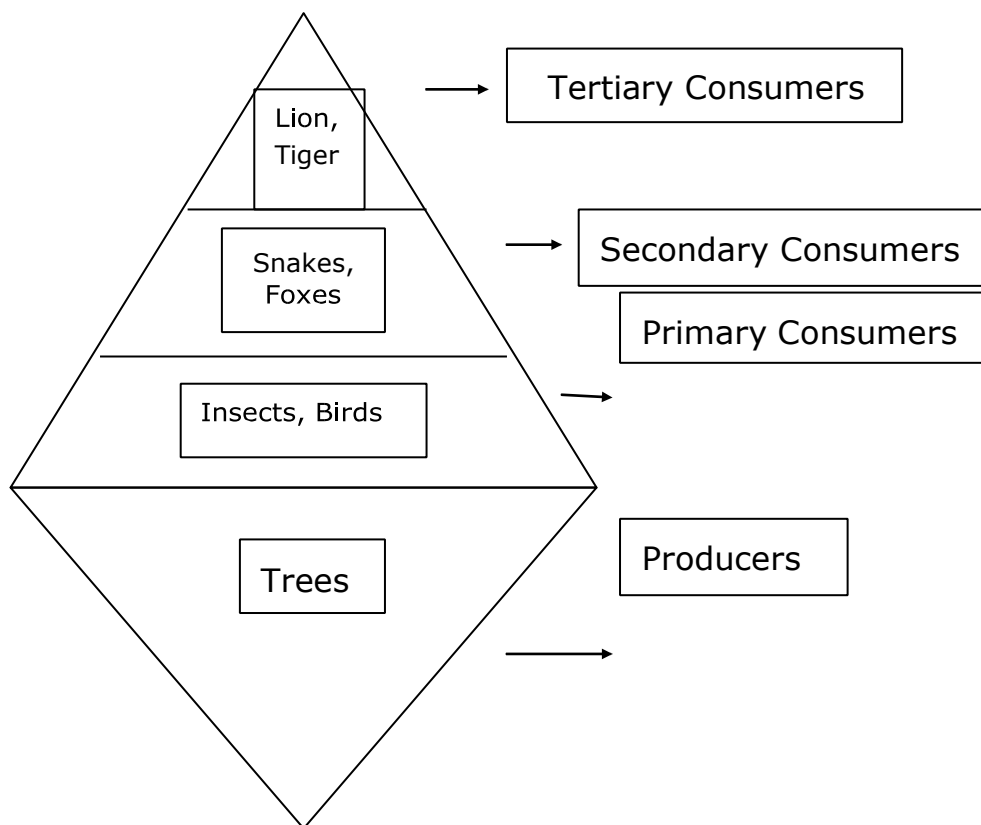 Lion,
Tiger
Tertiary Consumers
Snakes,
Foxes
Secondary Consumers
Primary Consumers
Insects, Birds
Trees
Producers